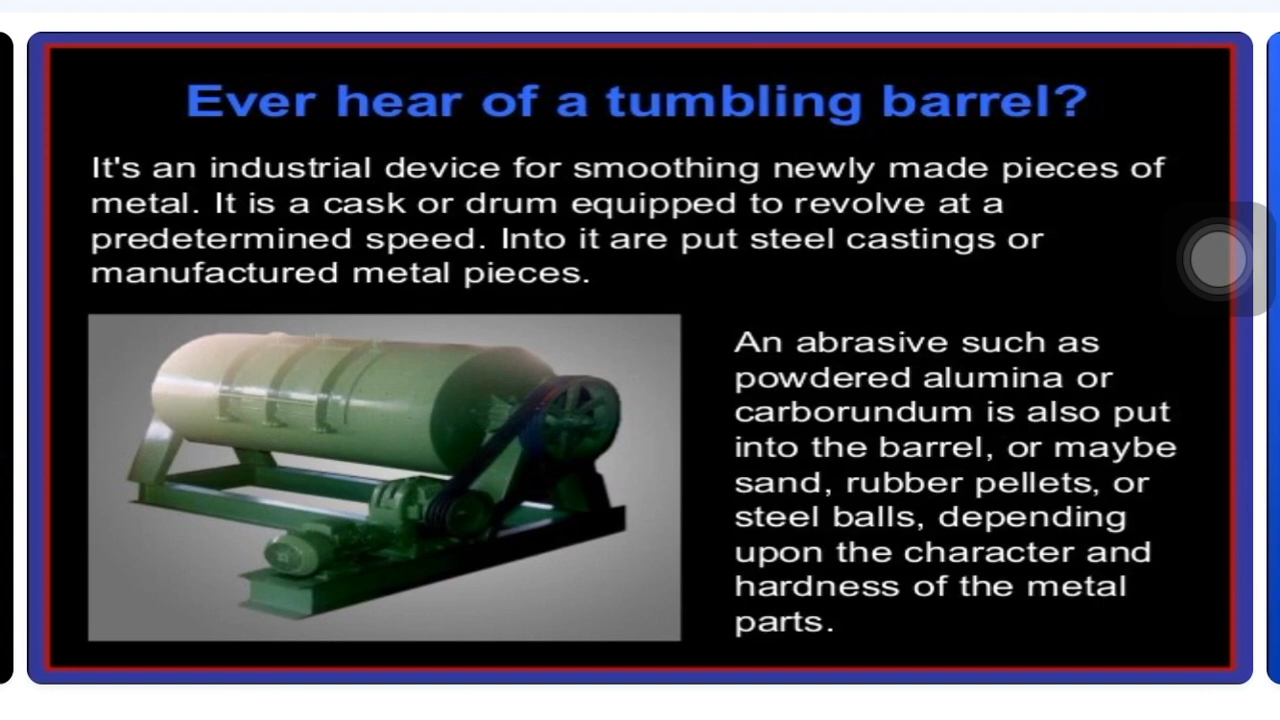 Ever hear of a tumbling barrel?
It's an industrial device for smoothing newly made pieces of
metal. It is a cask or drum equipped to revolve at a
predetermined speed. Into it are put steel castings or
manufactured metal pieces.
An abrasive such as
powdered alumina or
carborundum is also put
into the barrel, or maybe
sand, rubber pellets, or
steel balls, depending
upon the character and
hardness of the metal
parts.